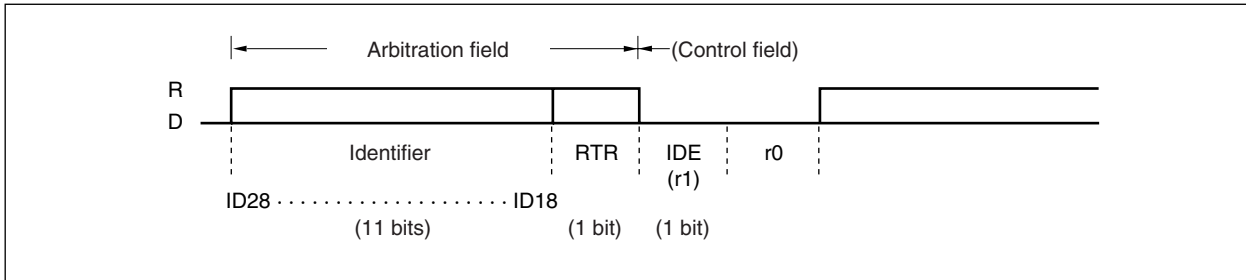 Arbitration field (Control field)
R
D
Identifier RTR IDE r0
(r1)
ID28 · · · · · · · · · · · · · · · · · · · · ID18
(11 bits) (1 bit) (1 bit)